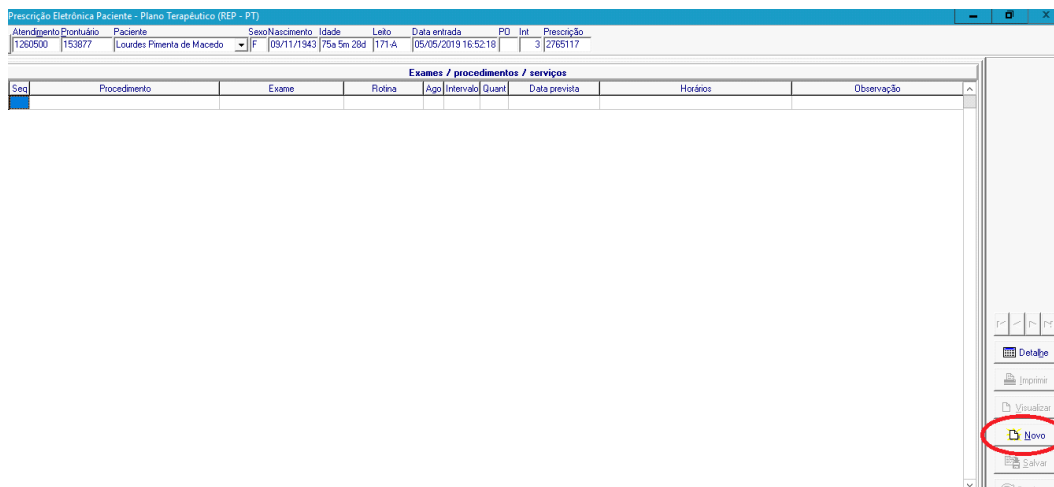 Prescrição Eletrônica Paciente - Plano Terapêutico (REP - PT)
Atendimento Prontuário Paciente Sexo Nascimento Idade Leito Data entrada PO Int Prescrição
1260500 153877 Lourdes Pimenta de Macedo F 09/11/1943 75a 5m 28d 171-A 05/05/2019 16:52:18 3 2765117
Exames / procedimentos / serviços
Seq Procedimento Exame Rotina Ago Intervalo Quant Data prevista Horários Observação
Detalhe
Imprimir
Visualizar
Novo
Salvar